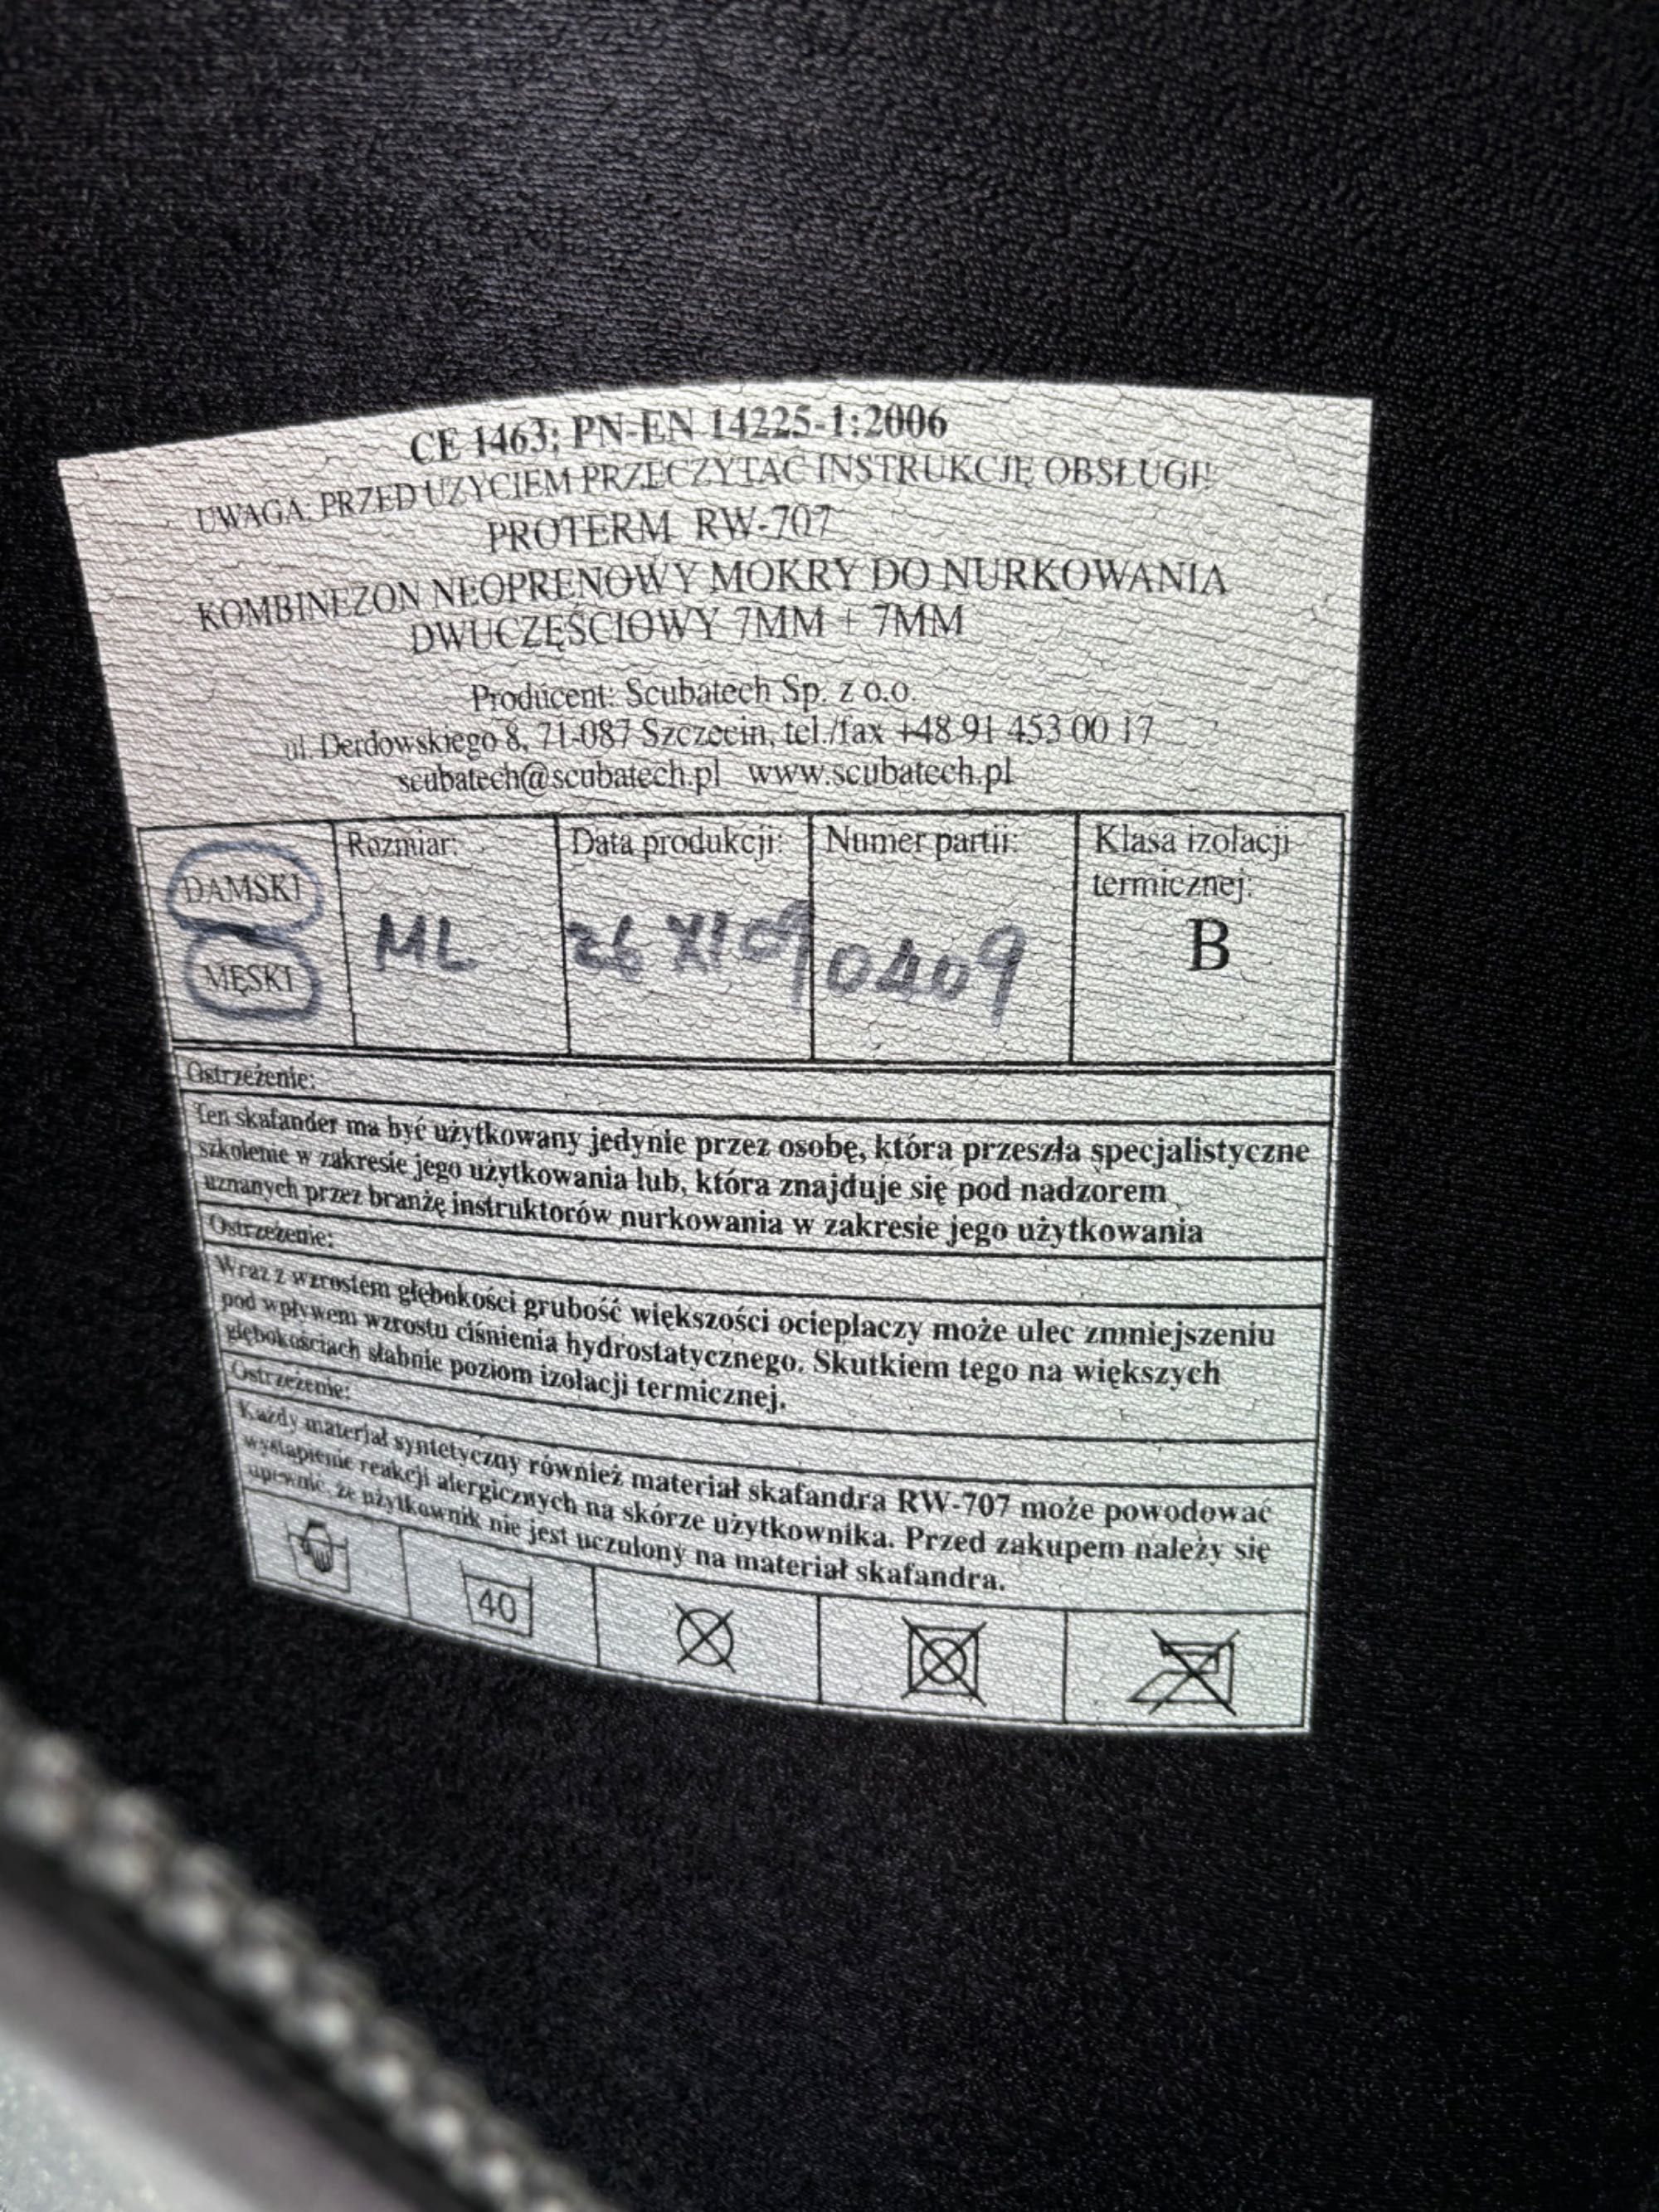 CE 1463; PN-EN 14225-1:2006
UWAGA: PRZED UŻYCIEM PRZECZYTAĆ INSTRUKCJĘ OBSŁUGI!
PROTERM RW-707
KOMBINEZON NEOPRENOWY MOKRY DO NURKOWANIA
DWUCZĘŚCIOWY 7MM + 7MM
Producent: Scubatech Sp. z o.o.
ul. Derdowskiego 8, 71-087 Szczecin, tel./fax +48 91 453 00 17
scubatech@scubatech.pl www.scubatech.pl
DAMSKI
MĘSKI
Rozmiar:
ML
Data produkcji:
26 XI 09
Numer partii:
0409
Klasa izolacji
termicznej:
B
Ostrzeżenie:
Ten skafander ma być użytkowany jedynie przez osobę, która przeszła specjalistyczne
szkolenie w zakresie jego użytkowania lub, która znajduje się pod nadzorem
uznanych przez branżę instruktorów nurkowania w zakresie jego użytkowania
Ostrzeżenie:
Wraz z wzrostem głębokości grubość większości ocieplaczy może ulec zmniejszeniu
pod wpływem wzrostu ciśnienia hydrostatycznego. Skutkiem tego na większych
głębokościach słabnie poziom izolacji termicznej.
Ostrzeżenie:
Każdy materjał syntetyczny również materiał skafandra RW-707 może powodować
wystąpienie reakcji alergicznych na skórze użytkownika. Przed zakupem należy się
upewnić, że użytkownik nie jest uczulony na materiał skafandra.
40